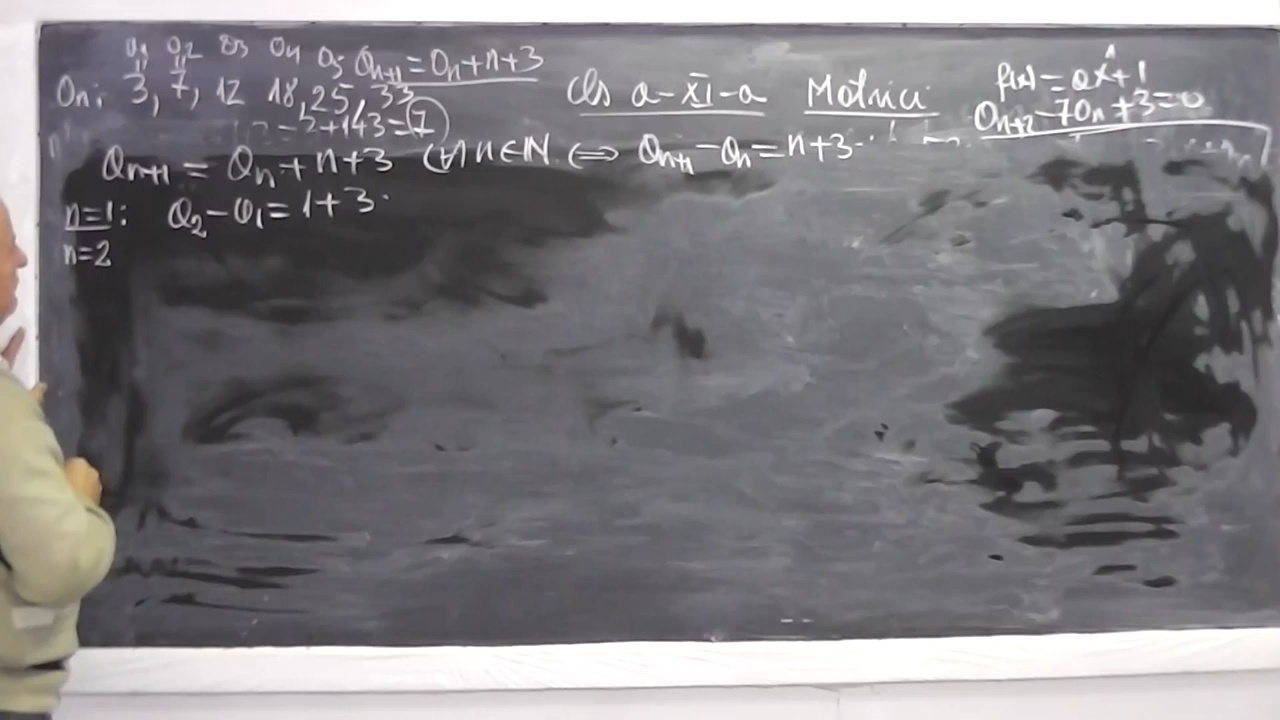 a₁ a₂ a₃ a₄ a₅ aₙ₊₁ = aₙ + n + 3
aₙ: 3, 7, 12 18, 25, 33
Cls a-XI-a Matrici
f(x) = ax + 1
aₙ₊₂ - 7aₙ + 3 = 0
aₙ₊₁ = aₙ + n + 3 (∀) n ∈ ℕ ⇔ aₙ₊₁ - aₙ = n + 3
n=1: a₂ - a₁ = 1 + 3
n=2